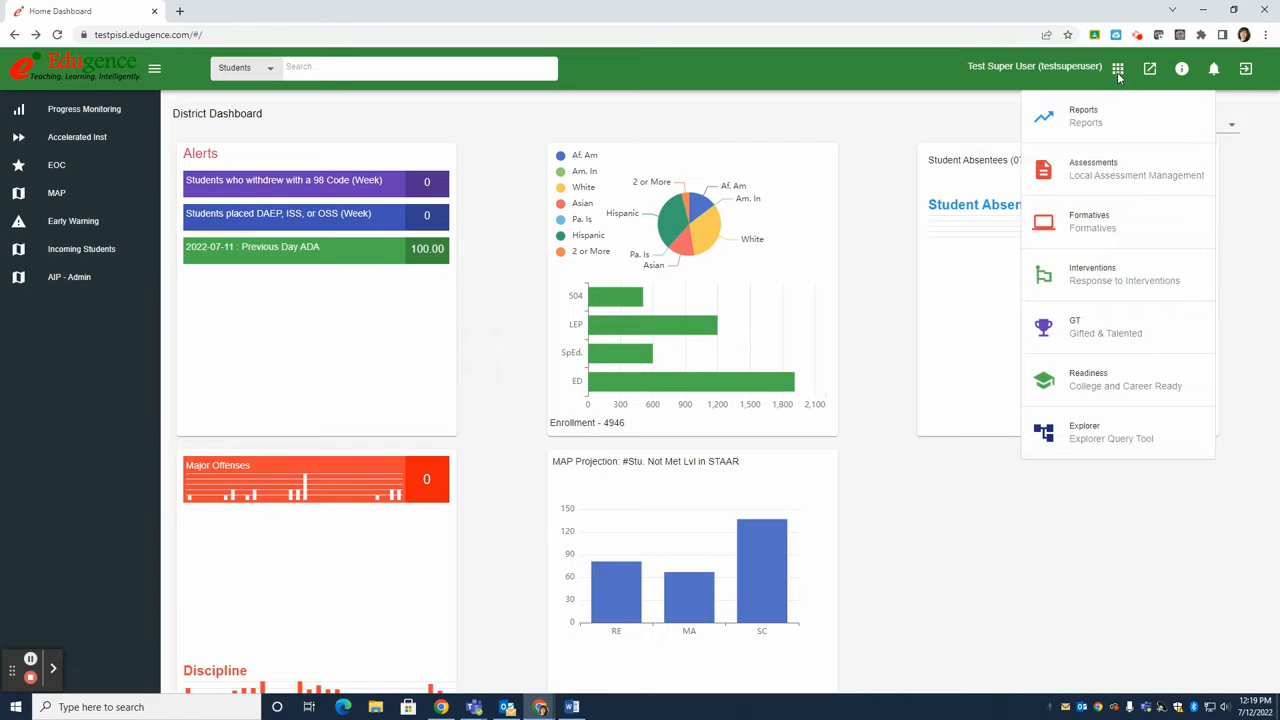 Home Dashboard
testpisd.edugence.com/#/
Edugence
Teaching. Learning. Intelligently.
Students
Search...
Test Super User (testsuperuser)
Progress Monitoring
Accelerated Inst
EOC
MAP
Early Warning
Incoming Students
AIP - Admin
District Dashboard
Alerts
Students who withdrew with a 98 Code (Week) 0
Students placed DAEP, ISS, or OSS (Week) 0
2022-07-11 : Previous Day ADA 100.00
Af. Am
Am. In
White
Asian
Pa. Is
Hispanic
2 or More
2 or More
Af. Am
Am. In
Hispanic
White
Pa. Is
Asian
504
LEP
SpEd.
ED
0 300 600 900 1,200 1,500 1,800 2,100
Enrollment - 4946
Student Absentees (07
Student Absen
Reports
Reports
Assessments
Local Assessment Management
Formatives
Formatives
Interventions
Response to Interventions
GT
Gifted & Talented
Readiness
College and Career Ready
Explorer
Explorer Query Tool
Major Offenses
0
Discipline
MAP Projection: #Stu. Not Met Lvl in STAAR
150
120
90
60
30
0
RE MA SC
Type here to search
12:19 PM
7/12/2022